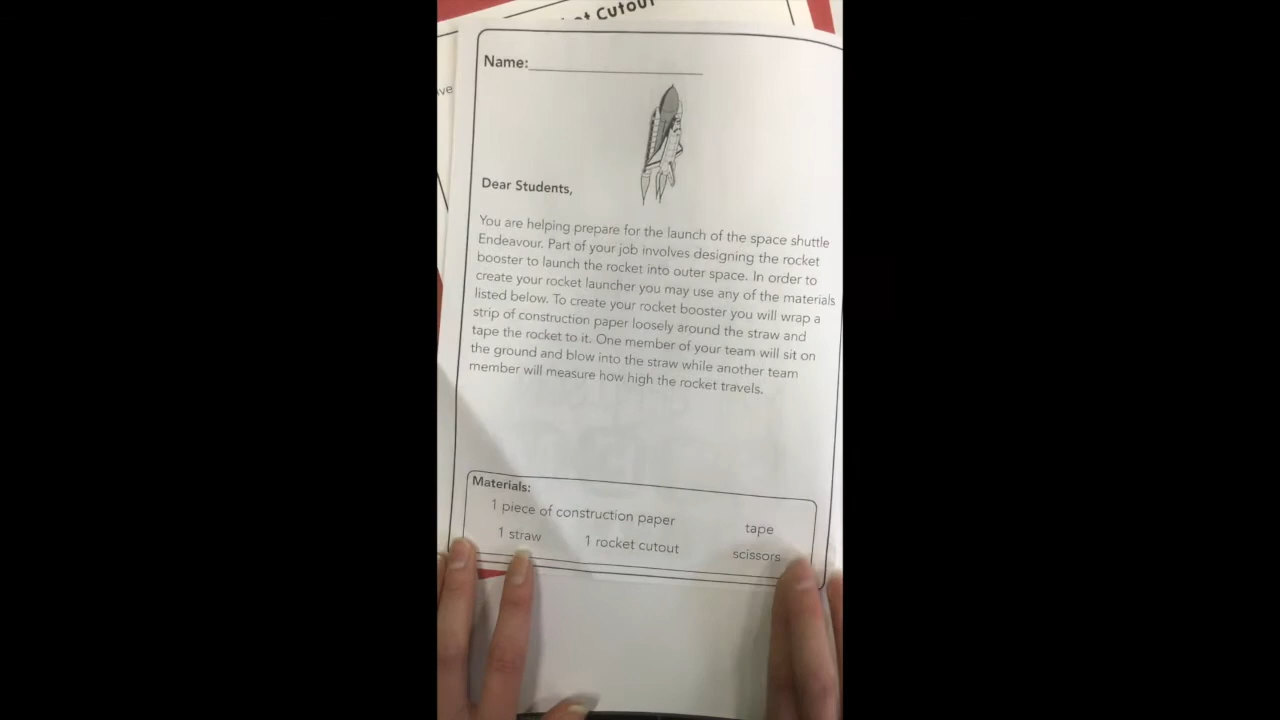 Cutout
ve
Name:
Dear Students,
You are helping prepare for the launch of the space shuttle
Endeavour. Part of your job involves designing the rocket
booster to launch the rocket into outer space. In order to
create your rocket launcher you may use any of the materials
listed below. To create your rocket booster you will wrap a
strip of construction paper loosely around the straw and
tape the rocket to it. One member of your team will sit on
the ground and blow into the straw while another team
member will measure how high the rocket travels.
Materials:
1 piece of construction paper tape
1 straw 1 rocket cutout scissors